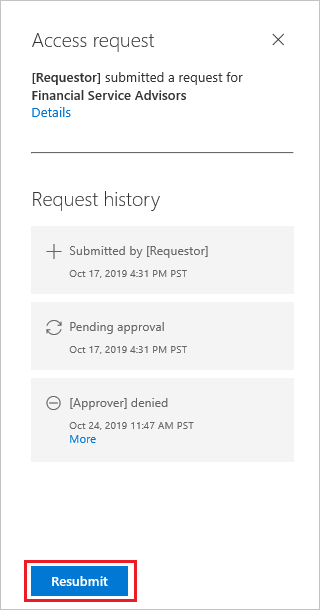 Access request
[Requestor] submitted a request for
Financial Service Advisors
Details
Request history
Submitted by [Requestor]
Oct 17, 2019 4:31 PM PST
Pending approval
Oct 17, 2019 4:31 PM PST
[Approver] denied
Oct 24, 2019 11:47 AM PST
More
Resubmit